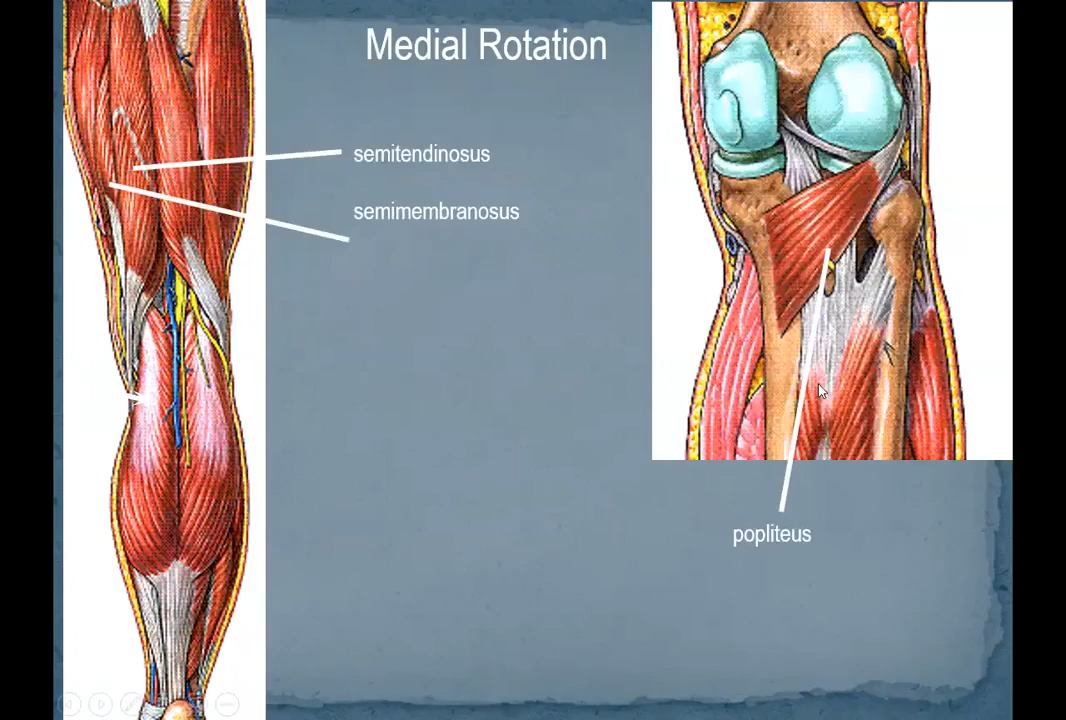 Medial Rotation
semitendinosus
semimembranosus
popliteus